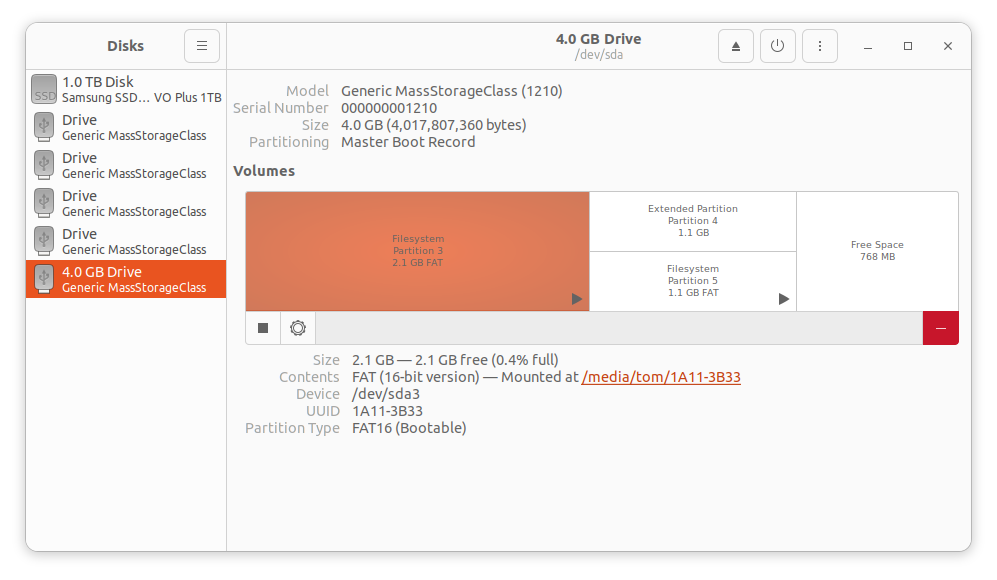 Disks
4.0 GB Drive
/dev/sda
1.0 TB Disk
Samsung SSD… VO Plus 1TB
SSD
Drive
Generic MassStorageClass
Drive
Generic MassStorageClass
Drive
Generic MassStorageClass
Drive
Generic MassStorageClass
4.0 GB Drive
Generic MassStorageClass
Model Generic MassStorageClass (1210)
Serial Number 000000001210
Size 4.0 GB (4,017,807,360 bytes)
Partitioning Master Boot Record
Volumes
Filesystem
Partition 3
2.1 GB FAT
Extended Partition
Partition 4
1.1 GB
Filesystem
Partition 5
1.1 GB FAT
Free Space
768 MB
Size 2.1 GB — 2.1 GB free (0.4% full)
Contents FAT (16-bit version) — Mounted at /media/tom/1A11-3B33
Device /dev/sda3
UUID 1A11-3B33
Partition Type FAT16 (Bootable)